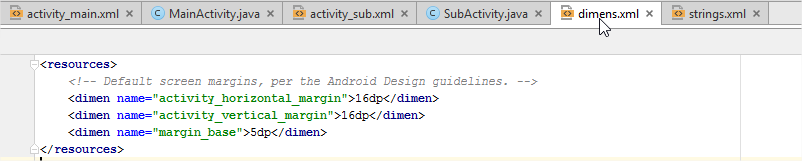 activity_main.xml MainActivity.java activity_sub.xml SubActivity.java dimens.xml strings.xml
<resources>
    <!-- Default screen margins, per the Android Design guidelines. -->
    <dimen name="activity_horizontal_margin">16dp</dimen>
    <dimen name="activity_vertical_margin">16dp</dimen>
    <dimen name="margin_base">5dp</dimen>
</resources>